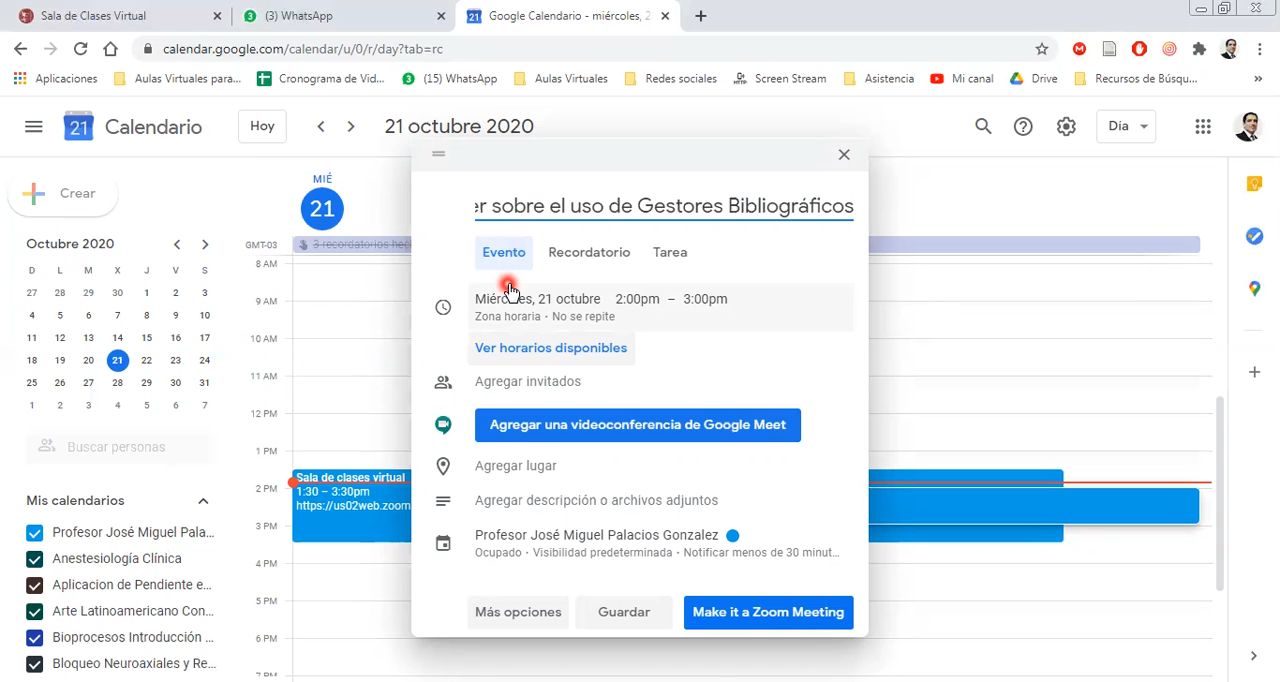 Sala de Clases Virtual
(3) WhatsApp
Google Calendario - miércoles, 2
calendar.google.com/calendar/u/0/r/day?tab=rc
Aplicaciones
Aulas Virtuales para...
Cronograma de Vid...
(15) WhatsApp
Aulas Virtuales
Redes sociales
Screen Stream
Asistencia
Mi canal
Drive
Recursos de Búsqu...
21
Calendario
Hoy
21 octubre 2020
Día
Crear
MIÉ
21
er sobre el uso de Gestores Bibliográficos
Octubre 2020
D L M X J V S
27 28 29 30 1 2 3
4 5 6 7 8 9 10
11 12 13 14 15 16 17
18 19 20 21 22 23 24
25 26 27 28 29 30 31
1 2 3 4 5 6 7
Buscar personas
Mis calendarios
Profesor José Miguel Pala...
Anestesiología Clínica
Aplicacion de Pendiente e...
Arte Latinoamericano Con...
Bioprocesos Introducción ...
Bloqueo Neuroaxiales y Re...
GMT-03
3 recordatorios hec
8 AM
9 AM
10 AM
11 AM
12 PM
1 PM
2 PM
3 PM
4 PM
5 PM
6 PM
7 PM
Sala de clases virtual
1:30 – 3:30pm
https://us02web.zoom
Evento
Recordatorio
Tarea
Miércoles, 21 octubre 2:00pm – 3:00pm
Zona horaria · No se repite
Ver horarios disponibles
Agregar invitados
Agregar una videoconferencia de Google Meet
Agregar lugar
Agregar descripción o archivos adjuntos
Profesor José Miguel Palacios Gonzalez
Ocupado · Visibilidad predeterminada · Notificar menos de 30 minut...
Más opciones
Guardar
Make it a Zoom Meeting